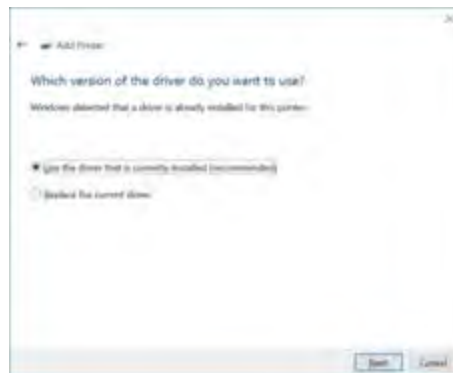 Add Printer
Which version of the driver do you want to use?
Windows detected that a driver is already installed for this printer.
Use the driver that is currently installed (recommended)
Replace the current driver
Next
Cancel